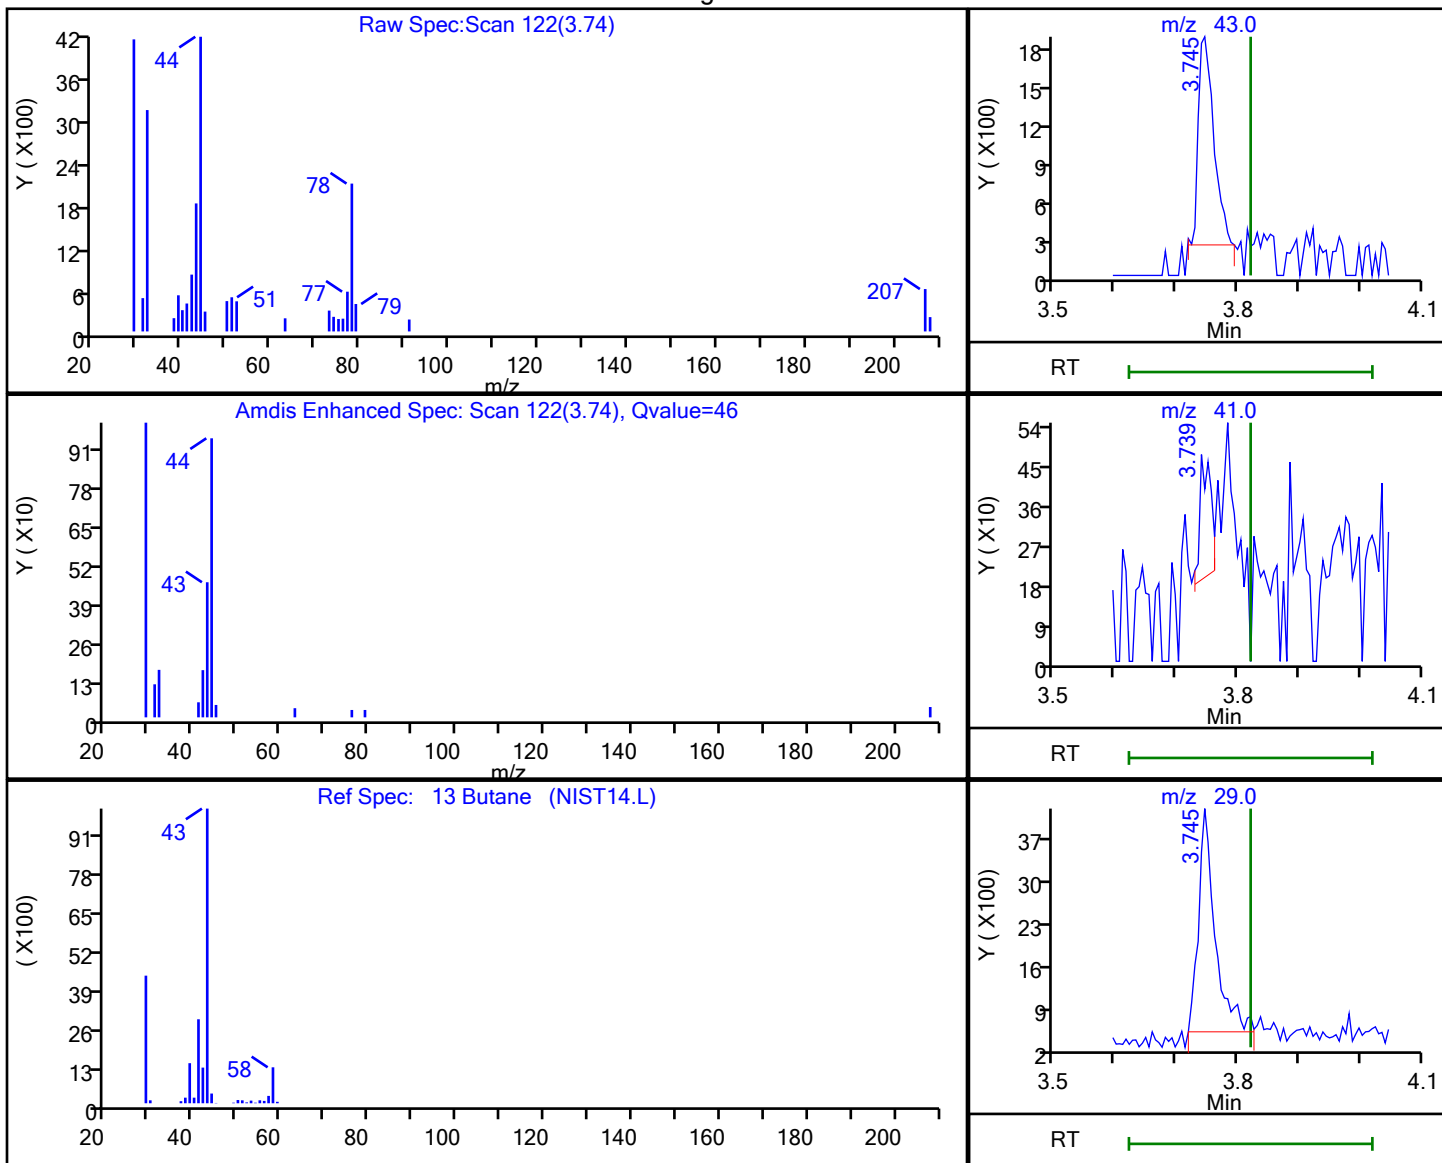 Raw Spec:Scan 122(3.74)
42
36
30
24
18
12
6
0
Y ( X100)
44
78
77
79
51
207
20 40 60 80 100 120 140 160 180 200
m/z
m/z 43.0
18
15
12
9
6
3
0
Y ( X100)
3.745
3.5 3.8 4.1
Min
RT
Amdis Enhanced Spec: Scan 122(3.74), Qvalue=46
91
78
65
52
39
26
13
0
Y ( X10)
44
43
20 40 60 80 100 120 140 160 180 200
m/z
m/z 41.0
54
45
36
27
18
9
0
Y ( X10)
3.739
3.5 3.8 4.1
Min
RT
Ref Spec: 13 Butane (NIST14.L)
91
78
65
52
39
26
13
0
( X100)
43
58
20 40 60 80 100 120 140 160 180 200
m/z 29.0
37
30
23
16
9
2
Y ( X100)
3.745
3.5 3.8 4.1
Min
RT